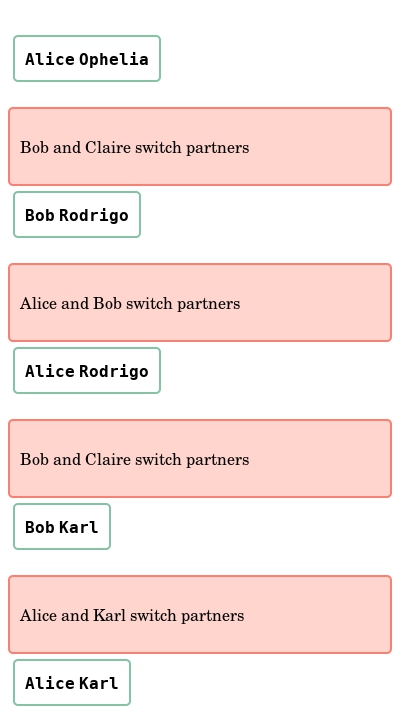 Alice Ophelia
Bob and Claire switch partners
Bob Rodrigo
Alice and Bob switch partners
Alice Rodrigo
Bob and Claire switch partners
Bob Karl
Alice and Karl switch partners
Alice Karl